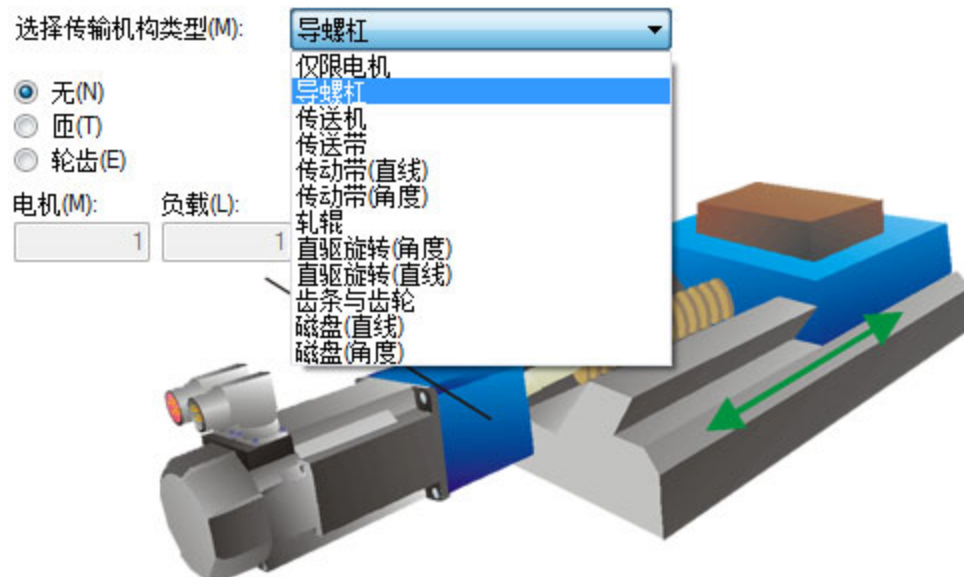 选择传输机构类型(M):
导螺杠
仅限电机
导螺杠
传送机
传送带
传动带(直线)
传动带(角度)
轧辊
直驱旋转(角度)
直驱旋转(直线)
齿条与齿轮
磁盘(直线)
磁盘(角度)
无(N)
匝(T)
轮齿(E)
电机(M):
负载(L):
1
1